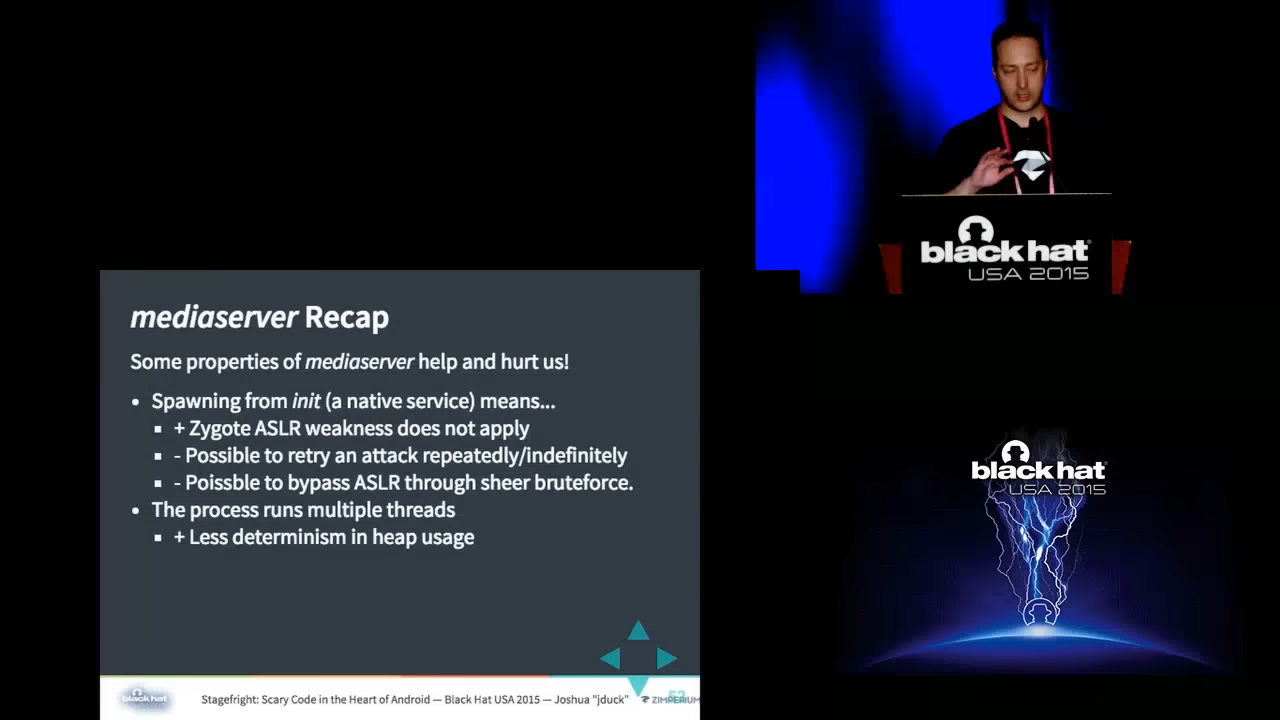 black hat
USA 2015
mediaserver Recap
Some properties of mediaserver help and hurt us!
• Spawning from init (a native service) means...
▪ + Zygote ASLR weakness does not apply
▪ - Possible to retry an attack repeatedly/indefinitely
▪ - Poissble to bypass ASLR through sheer bruteforce.
• The process runs multiple threads
▪ + Less determinism in heap usage
black hat
USA 2015
black hat
Stagefright: Scary Code in the Heart of Android — Black Hat USA 2015 — Joshua "jduck"
ZIMPERIUM